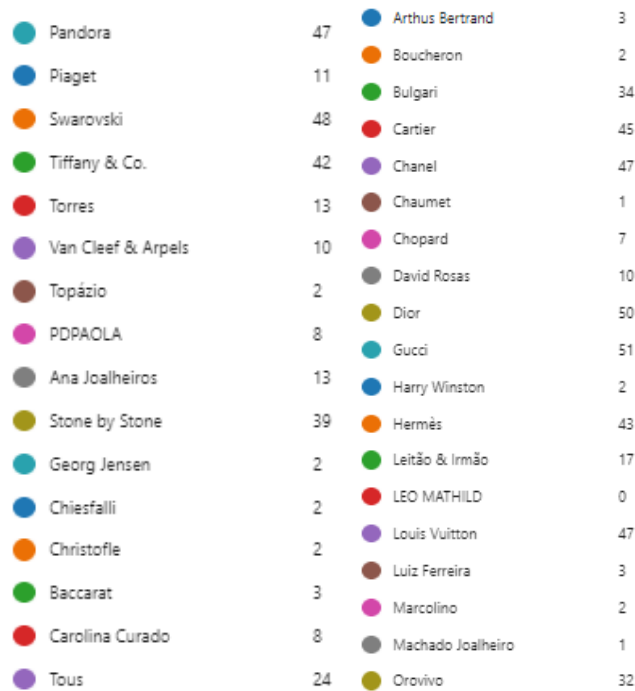 Pandora 47
Piaget 11
Swarovski 48
Tiffany & Co. 42
Torres 13
Van Cleef & Arpels 10
Topázio 2
PDPAOLA 8
Ana Joalheiros 13
Stone by Stone 39
Georg Jensen 2
Chiesfalli 2
Christofle 2
Baccarat 3
Carolina Curado 8
Tous 24
Arthus Bertrand 3
Boucheron 2
Bulgari 34
Cartier 45
Chanel 47
Chaumet 1
Chopard 7
David Rosas 10
Dior 50
Gucci 51
Harry Winston 2
Hermès 43
Leitão & Irmão 17
LEO MATHILD 0
Louis Vuitton 47
Luiz Ferreira 3
Marcolino 2
Machado Joalheiro 1
Orovivo 32